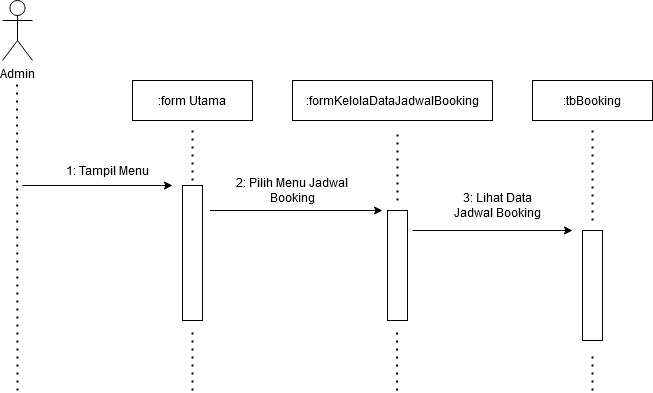 Admin
:form Utama
:formKelolaDataJadwalBooking
:tbBooking
1: Tampil Menu
2: Pilih Menu Jadwal
Booking
3: Lihat Data
Jadwal Booking